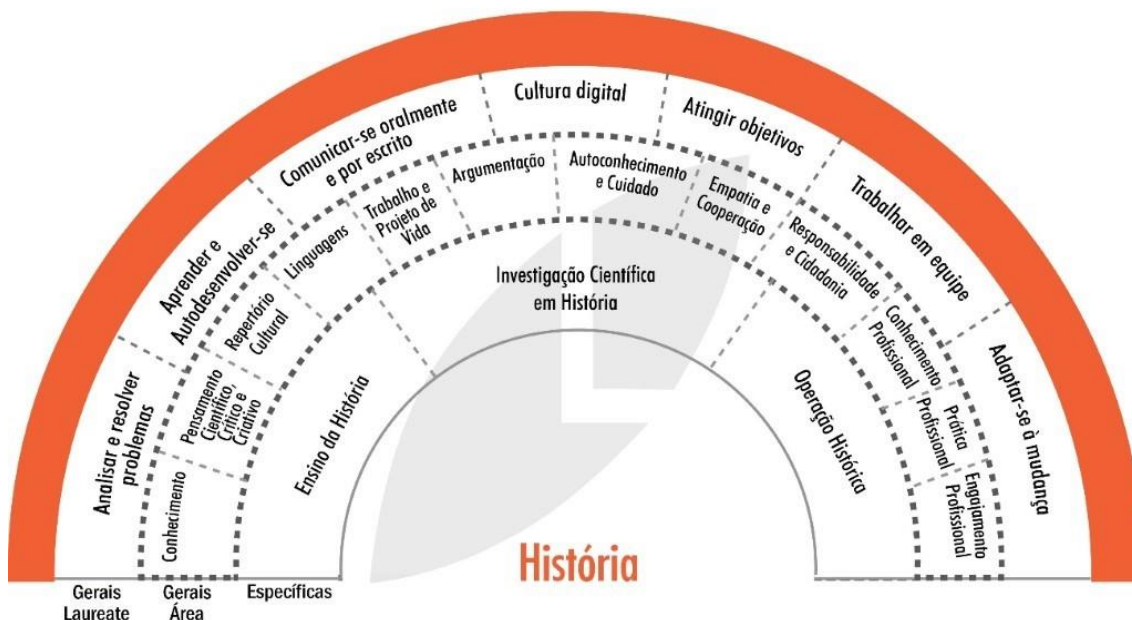 Analisar e resolver
problemas
Aprender e
Autodesenvolver-se
Comunicar-se oralmente
e por escrito
Cultura digital
Atingir objetivos
Trabalhar em equipe
Adaptar-se à mudança
Conhecimento
Pensamento
Científico,
Crítico e
Criativo
Repertório
Cultural
Linguagens
Trabalho e
Projeto de
Vida
Argumentação
Autoconhecimento
e Cuidado
Empatia e
Cooperação
Responsabilidade
e Cidadania
Conhecimento
Profissional
Prática
Profissional
Engajamento
Profissional
Ensino da História
Investigação Científica
em História
Operação Histórica
História
Gerais
Laureate
Gerais
Área
Específicas